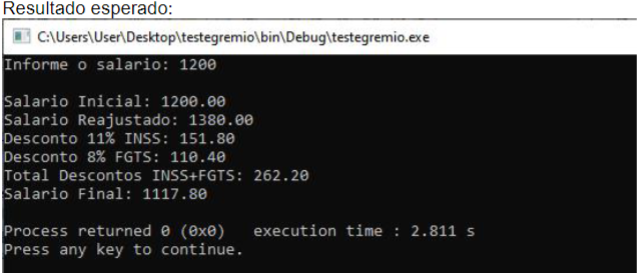 Resultado esperado:
C:\Users\User\Desktop\testegremio\bin\Debug\testegremio.exe
Informe o salario: 1200
Salario Inicial: 1200.00
Salario Reajustado: 1380.00
Desconto 11% INSS: 151.80
Desconto 8% FGTS: 110.40
Total Descontos INSS+FGTS: 262.20
Salario Final: 1117.80
Process returned 0 (0x0)   execution time : 2.811 s
Press any key to continue.